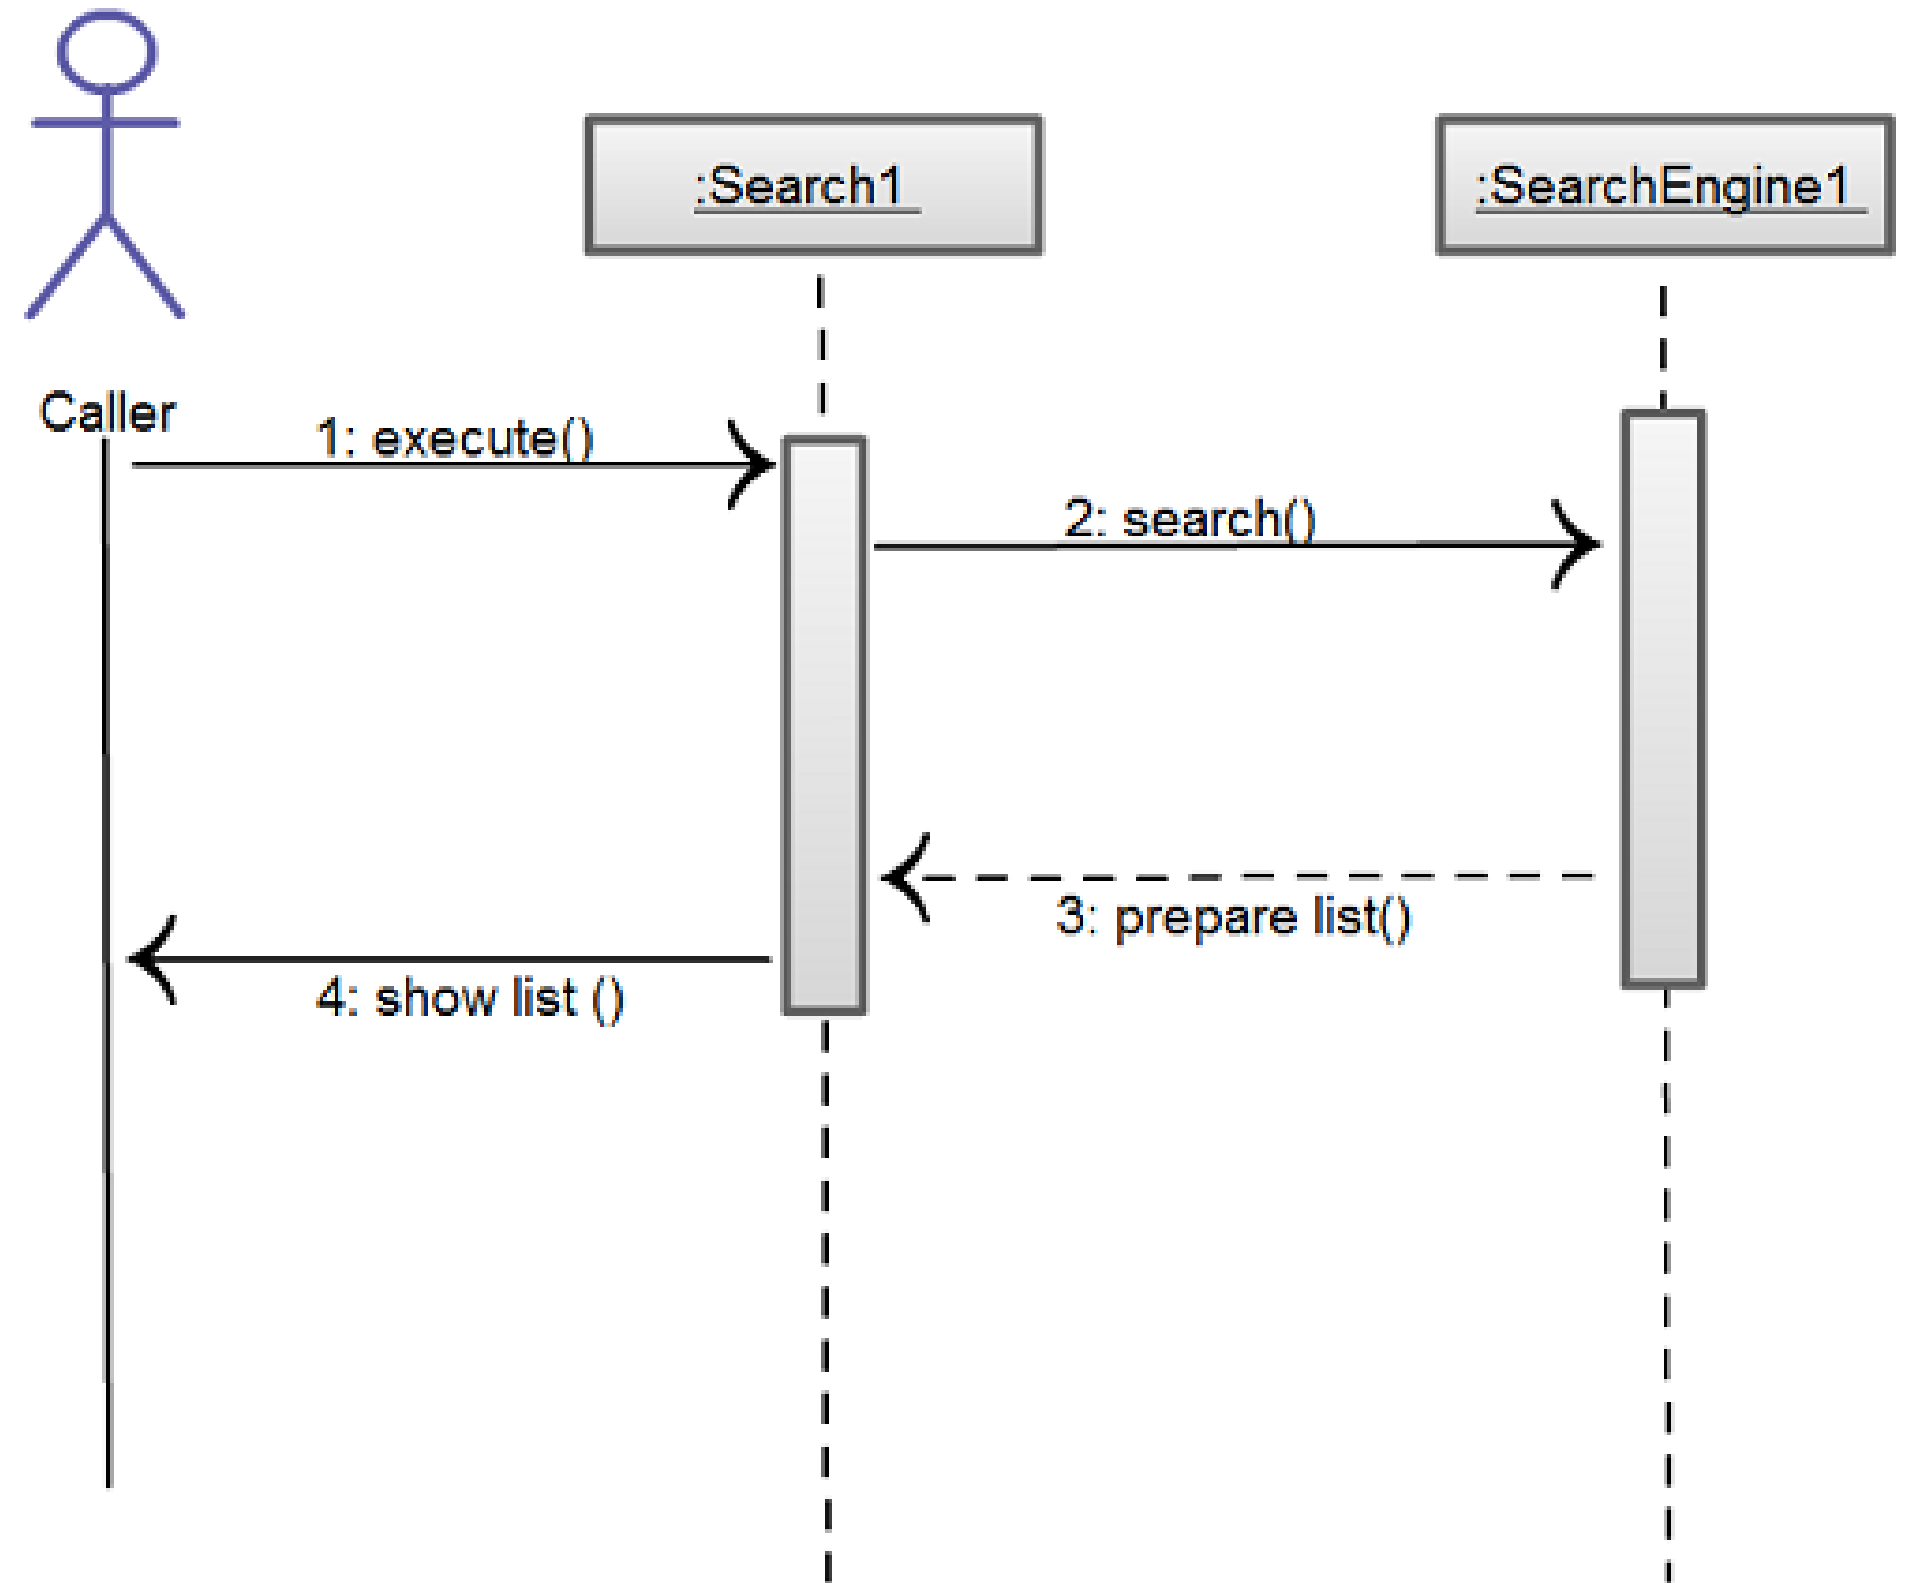 :Search1
:SearchEngine1
Caller
1: execute()
2: search()
3: prepare list()
4: show list ()